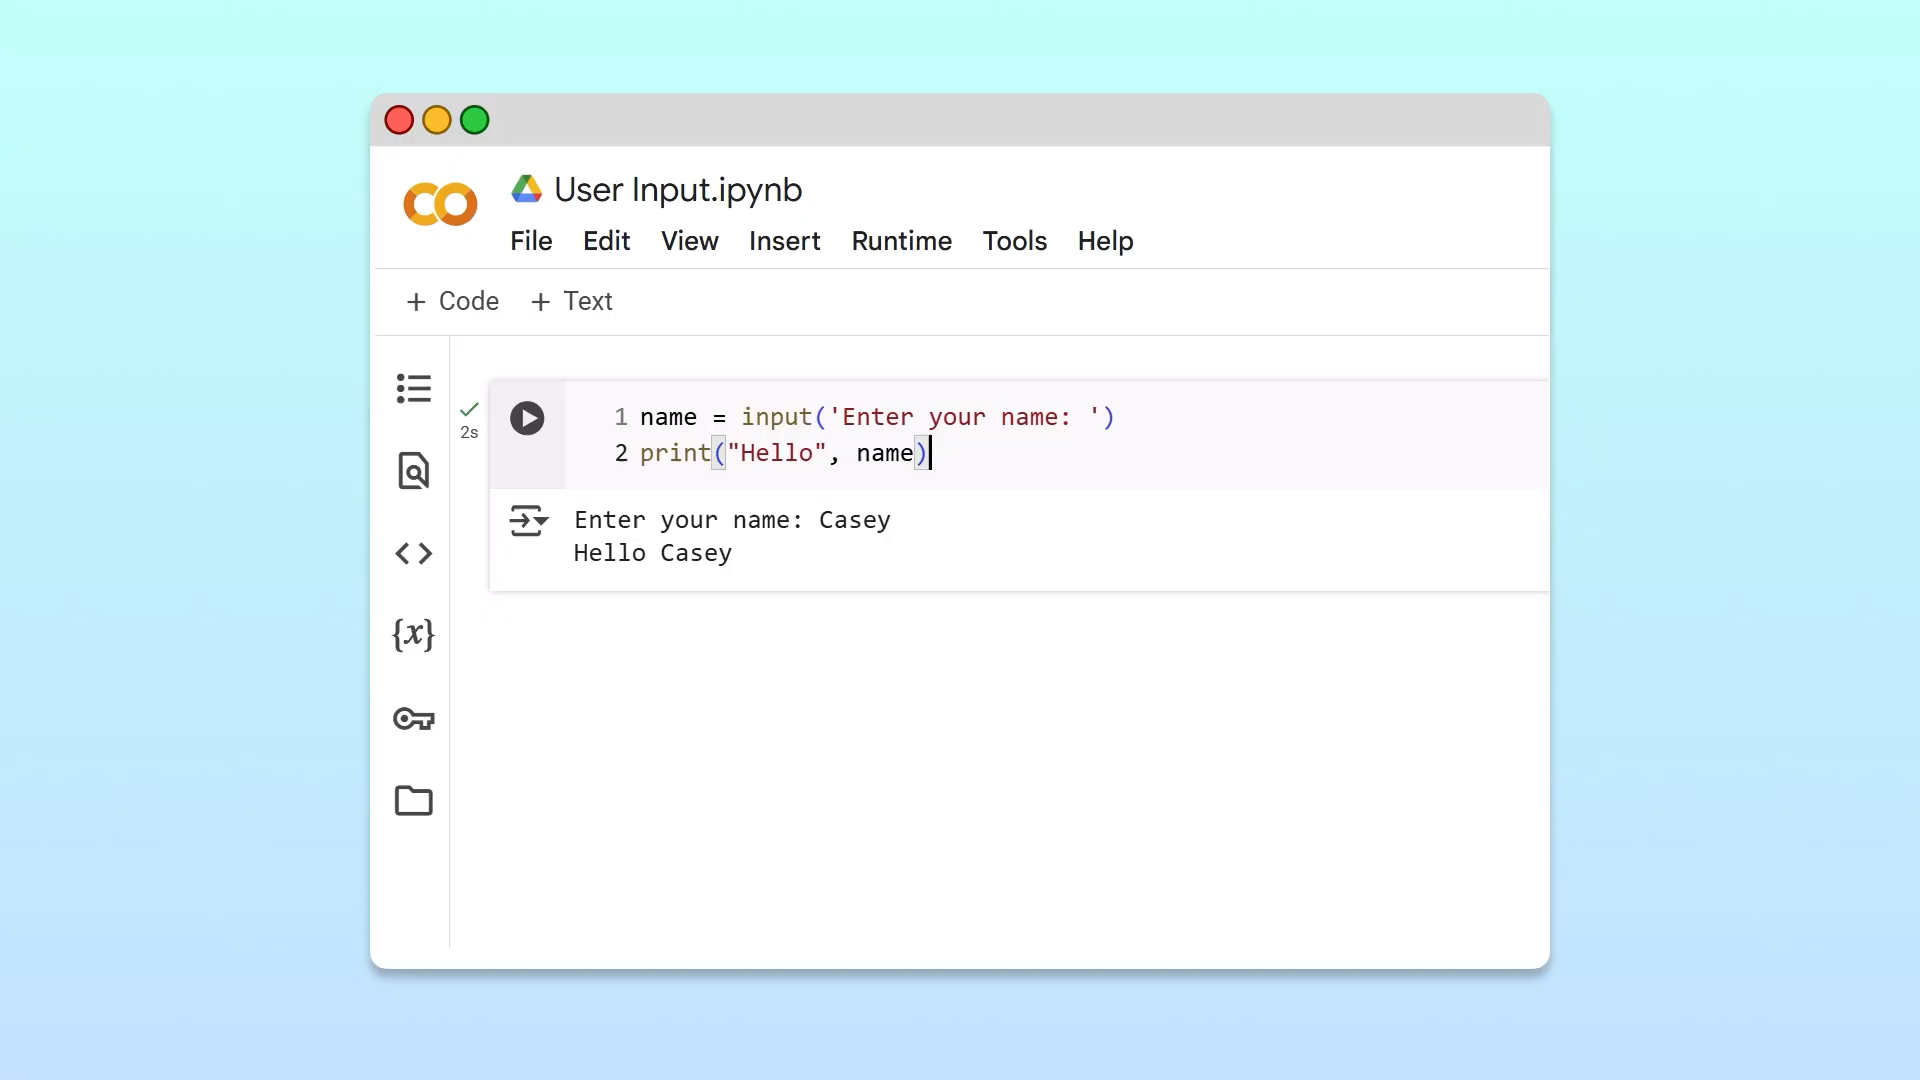 User Input.ipynb
File Edit View Insert Runtime Tools Help
+ Code + Text
1 name = input('Enter your name: ')
2s
2 print("Hello", name)
Enter your name: Casey
Hello Casey
{x}